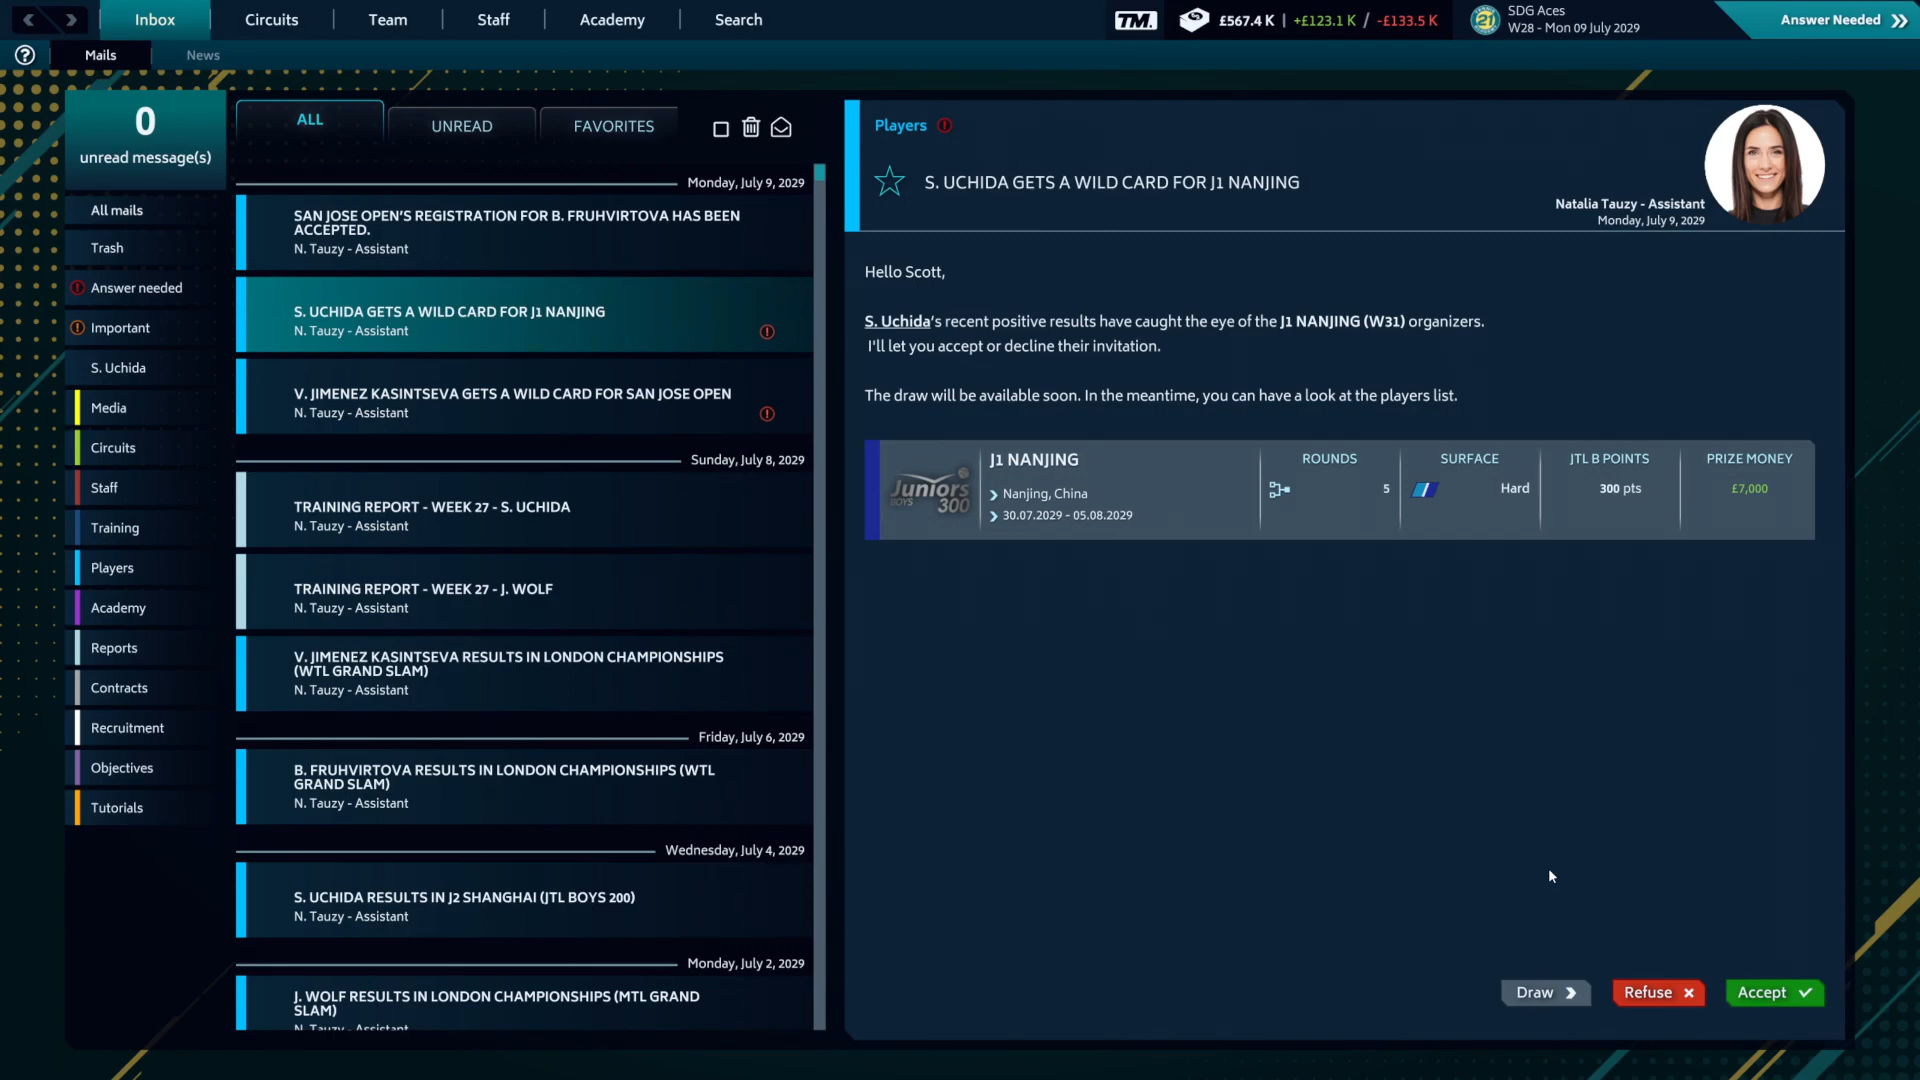 Inbox
Circuits
Team
Staff
Academy
Search
TM.
£567.4 K | +£123.1 K / -£133.5 K
21
SDG Aces
W28 - Mon 09 July 2029
Answer Needed
?
Mails
News
0
unread message(s)
All mails
Trash
Answer needed
Important
S. Uchida
Media
Circuits
Staff
Training
Players
Academy
Reports
Contracts
Recruitment
Objectives
Tutorials
ALL
UNREAD
FAVORITES
Monday, July 9, 2029
SAN JOSE OPEN'S REGISTRATION FOR B. FRUHVIRTOVA HAS BEEN
ACCEPTED.
N. Tauzy - Assistant
S. UCHIDA GETS A WILD CARD FOR J1 NANJING
N. Tauzy - Assistant
V. JIMENEZ KASINTSEVA GETS A WILD CARD FOR SAN JOSE OPEN
N. Tauzy - Assistant
Sunday, July 8, 2029
TRAINING REPORT - WEEK 27 - S. UCHIDA
N. Tauzy - Assistant
TRAINING REPORT - WEEK 27 - J. WOLF
N. Tauzy - Assistant
V. JIMENEZ KASINTSEVA RESULTS IN LONDON CHAMPIONSHIPS
(WTL GRAND SLAM)
N. Tauzy - Assistant
Friday, July 6, 2029
B. FRUHVIRTOVA RESULTS IN LONDON CHAMPIONSHIPS (WTL
GRAND SLAM)
N. Tauzy - Assistant
Wednesday, July 4, 2029
S. UCHIDA RESULTS IN J2 SHANGHAI (JTL BOYS 200)
N. Tauzy - Assistant
Monday, July 2, 2029
J. WOLF RESULTS IN LONDON CHAMPIONSHIPS (MTL GRAND
SLAM)
N. Tauzy - Assistant
Players
S. UCHIDA GETS A WILD CARD FOR J1 NANJING
Natalia Tauzy - Assistant
Monday, July 9, 2029
Hello Scott,
S. Uchida's recent positive results have caught the eye of the J1 NANJING (W31) organizers.
I'll let you accept or decline their invitation.
The draw will be available soon. In the meantime, you can have a look at the players list.
Juniors
BOYS 300
J1 NANJING
Nanjing, China
30.07.2029 - 05.08.2029
ROUNDS
5
SURFACE
Hard
JTL B POINTS
300 pts
PRIZE MONEY
£7,000
Draw
Refuse
Accept